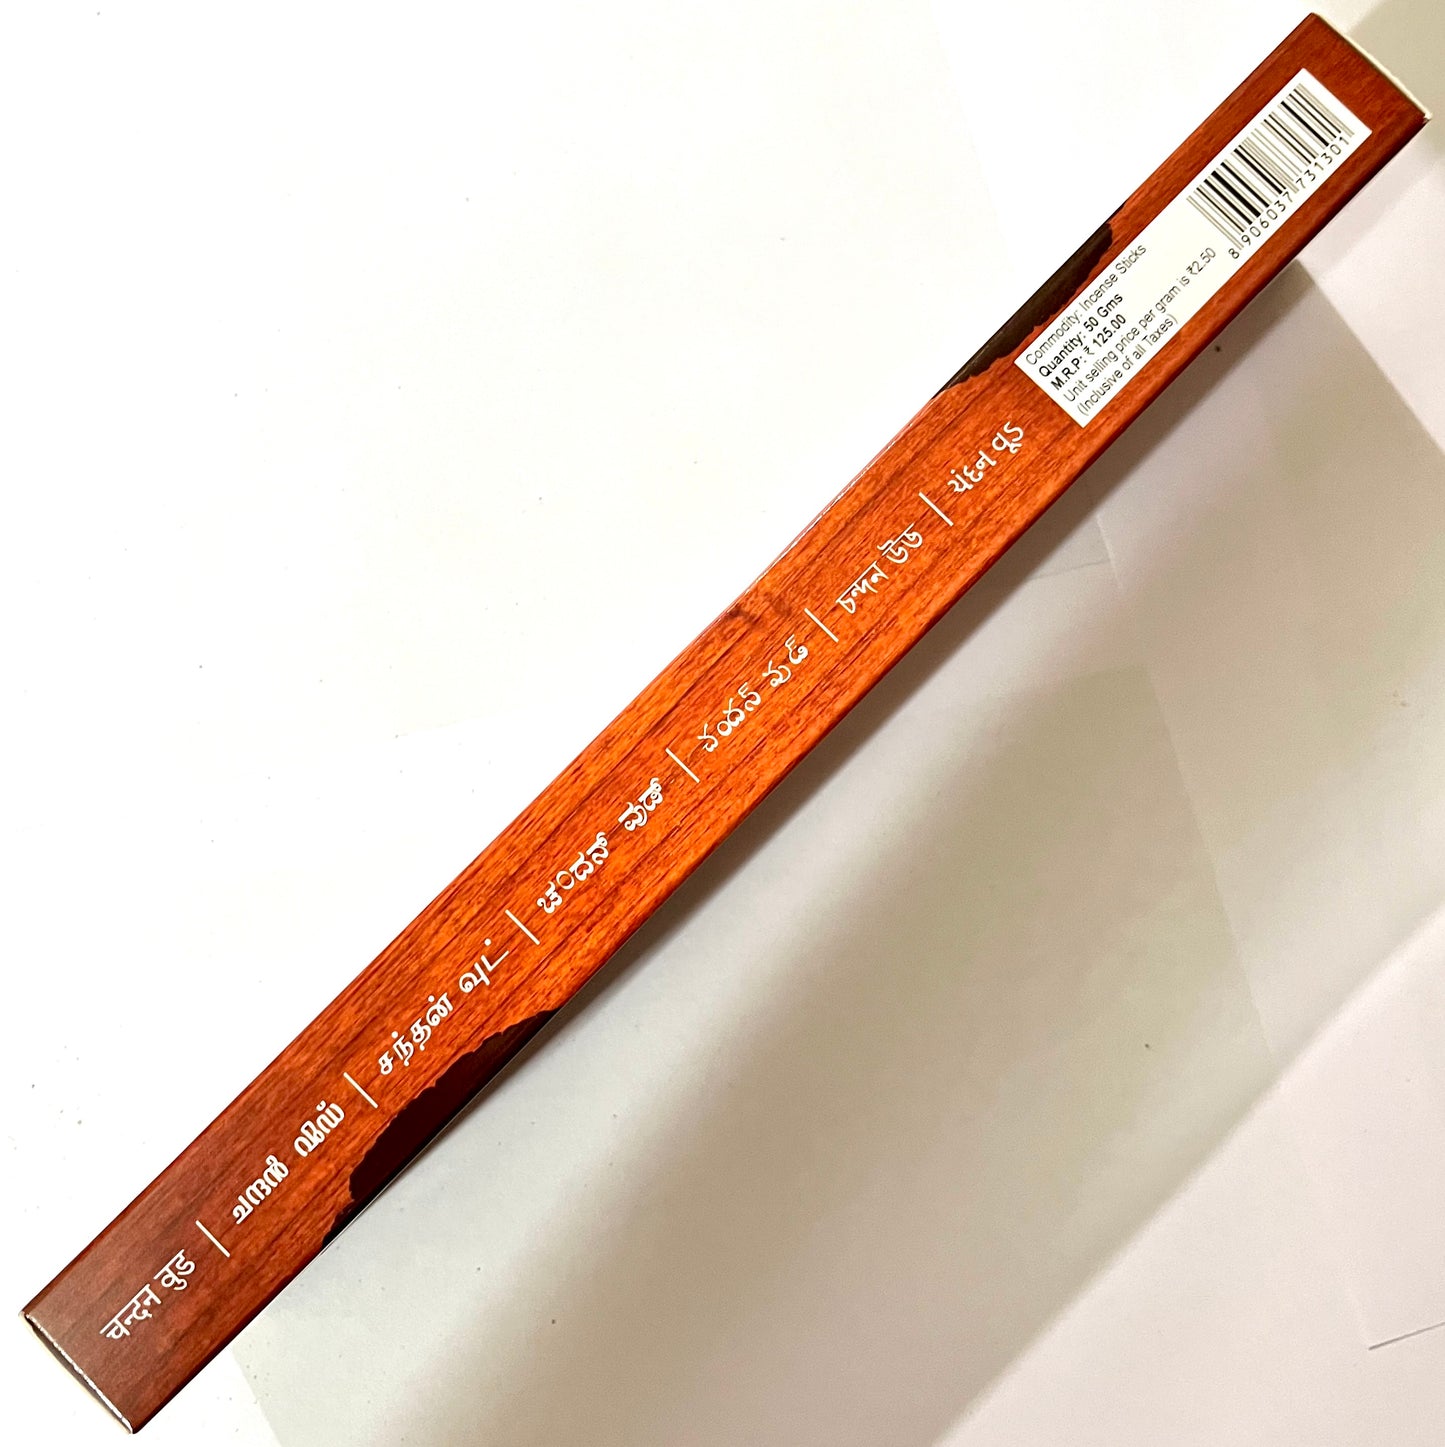 चन्दन वुड | ചന്ദൻ വുഡ് | சந்தன் வுட் | ಚಂದನ್ ವುಡ್ | చందన్ వుడ్ | চন্দন উড | ચંદન વૂડ
Commodity: Incense Sticks
Quantity: 50 Gms
M.R.P: ₹ 125.00
Unit selling price per gram is ₹2.50
(Inclusive of all Taxes)
8 906037 731301